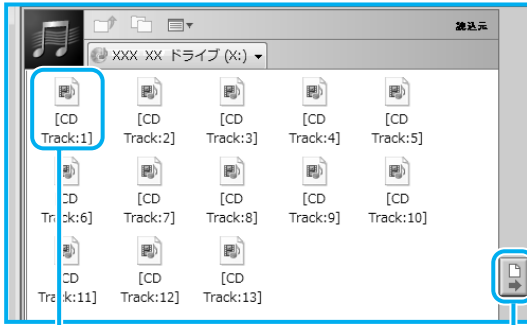 読込元
XXX XX ドライブ (X:)
[CD Track:1]
[CD Track:2]
[CD Track:3]
[CD Track:4]
[CD Track:5]
[CD Track:6]
[CD Track:7]
[CD Track:8]
[CD Track:9]
[CD Track:10]
[CD Track:11]
[CD Track:12]
[CD Track:13]